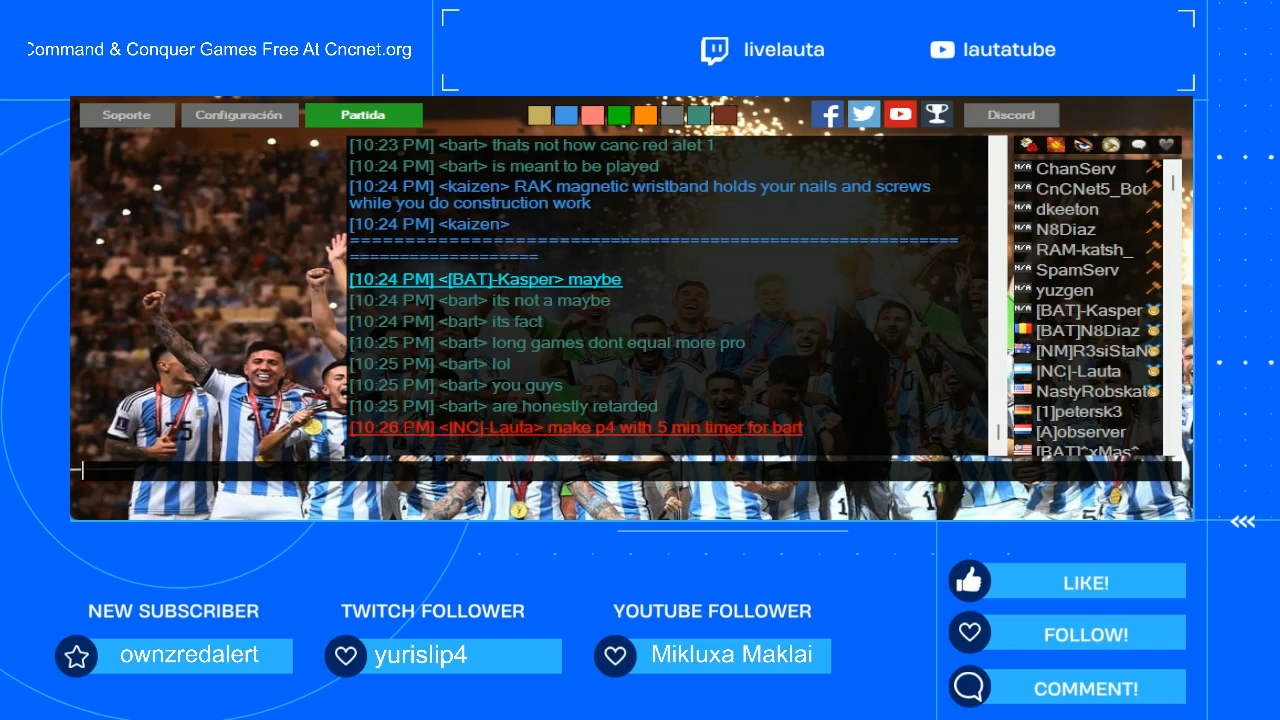 Command & Conquer Games Free At Cncnet.org
livelauta
lautatube
Soporte
Configuración
Partida
Discord
[10:23 PM] <bart> thats not how canc red alet 1
[10:24 PM] <bart> is meant to be played
[10:24 PM] <kaizen> RAK magnetic wristband holds your nails and screws
while you do construction work
[10:24 PM] <kaizen>
[10:24 PM] <[BAT]-Kasper> maybe
[10:24 PM] <bart> its not a maybe
[10:24 PM] <bart> its fact
[10:25 PM] <bart> long games dont equal more pro
[10:25 PM] <bart> lol
[10:25 PM] <bart> you guys
[10:25 PM] <bart> are honestly retarded
[10:26 PM] <|NC|-Lauta> make p4 with 5 min timer for bart
N/A ChanServ
N/A CnCNet5_Bot
N/A dkeeton
N/A N8Diaz
N/A RAM-katsh_
N/A SpamServ
N/A yuzgen
N/A [BAT]-Kasper
[BAT]N8Diaz
[NM]R3siStaN
|NC|-Lauta
NastyRobskat
[1]petersk3
[A]observer
[BAT]^xMas^
NEW SUBSCRIBER
ownzredalert
TWITCH FOLLOWER
yurislip4
YOUTUBE FOLLOWER
Mikluxa Maklai
LIKE!
FOLLOW!
COMMENT!